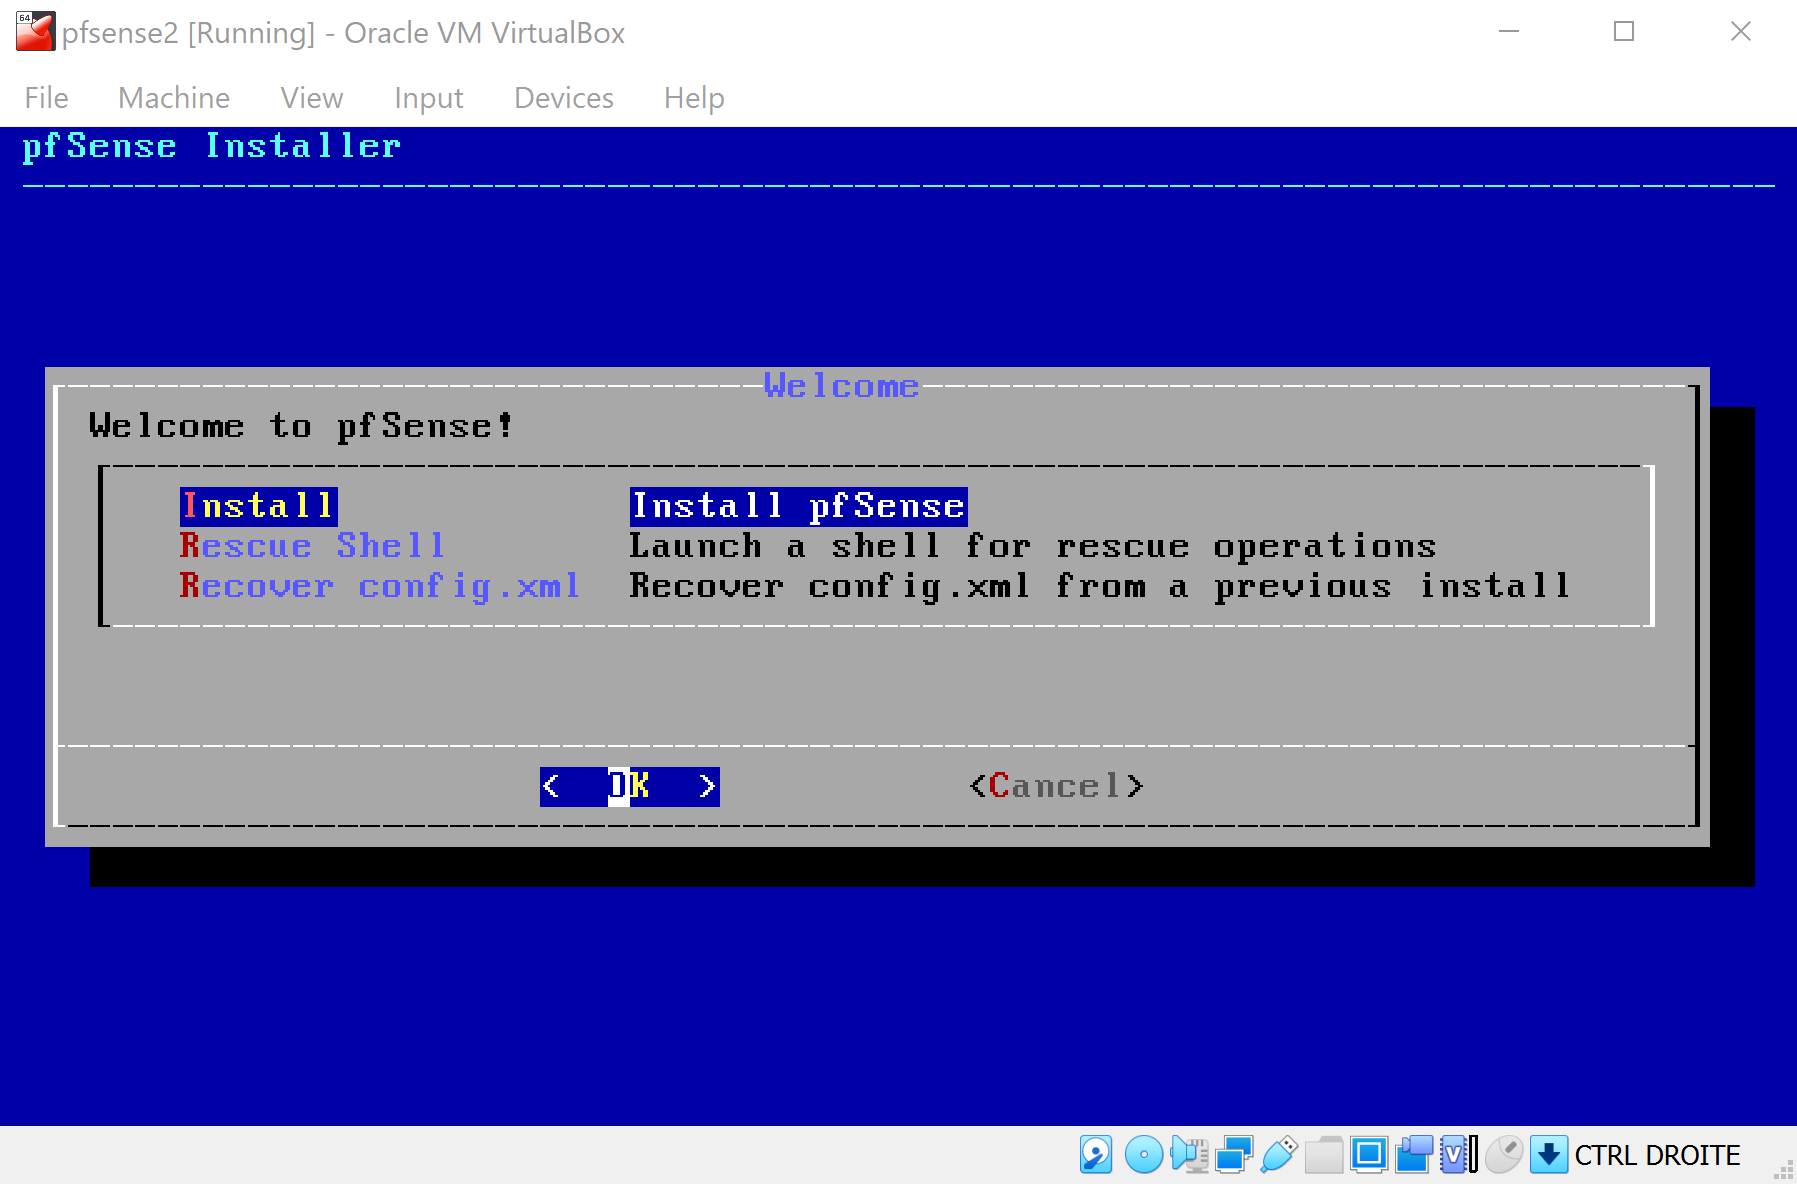 64
pfsense2 [Running] - Oracle VM VirtualBox
File Machine View Input Devices Help
pfSense Installer
Welcome
Welcome to pfSense!
Install Install pfSense
Rescue Shell Launch a shell for rescue operations
Recover config.xml Recover config.xml from a previous install
< OK > <Cancel>
V CTRL DROITE